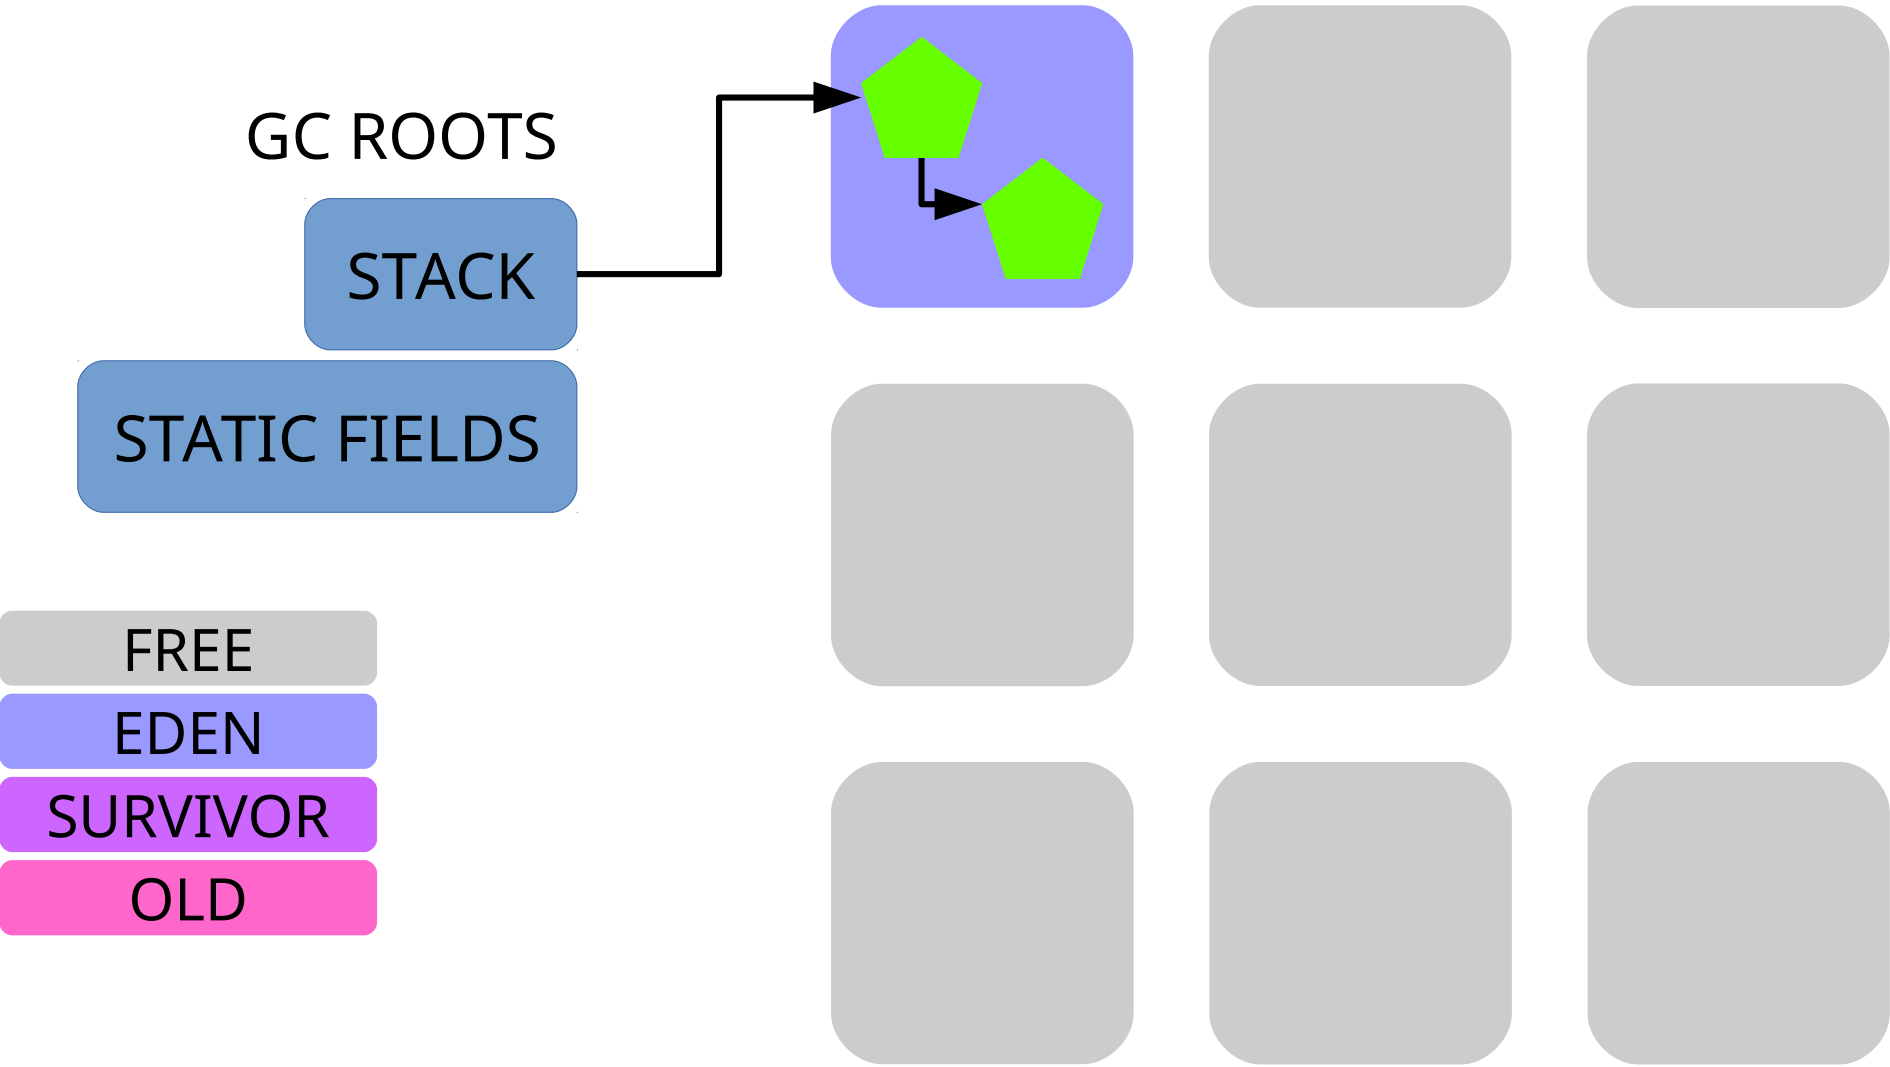 GC ROOTS
STACK
STATIC FIELDS
FREE
EDEN
SURVIVOR
OLD